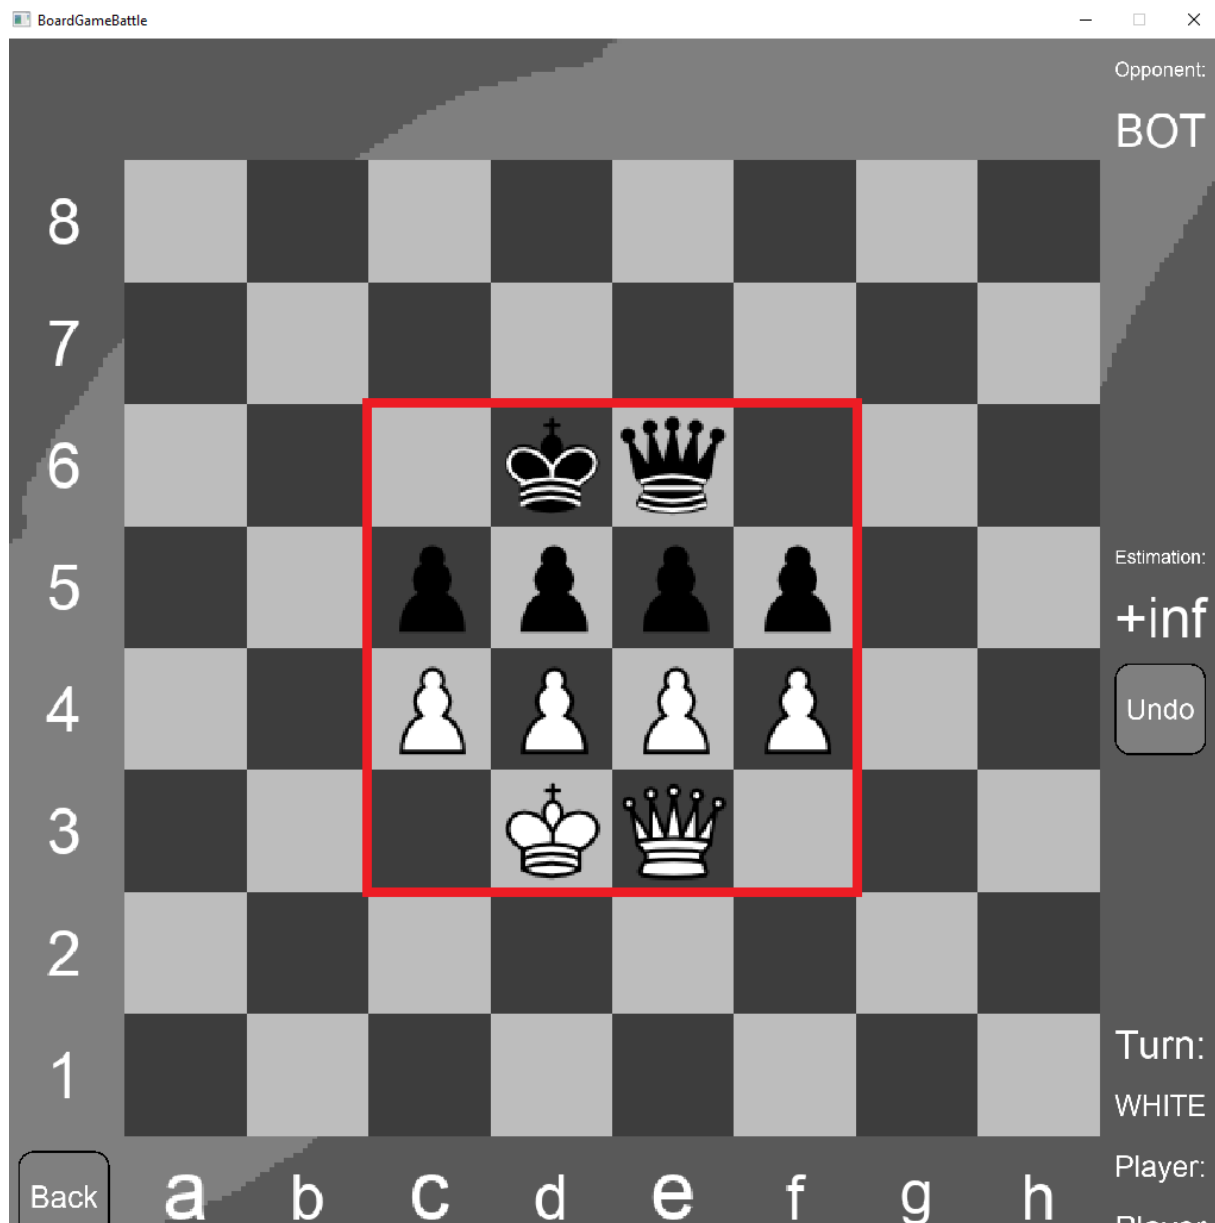 BoardGameBattle
Opponent:
BOT
8
7
6
5
4
3
2
1
Estimation:
+inf
Undo
Turn:
WHITE
Player:
Back
a b c d e f g h